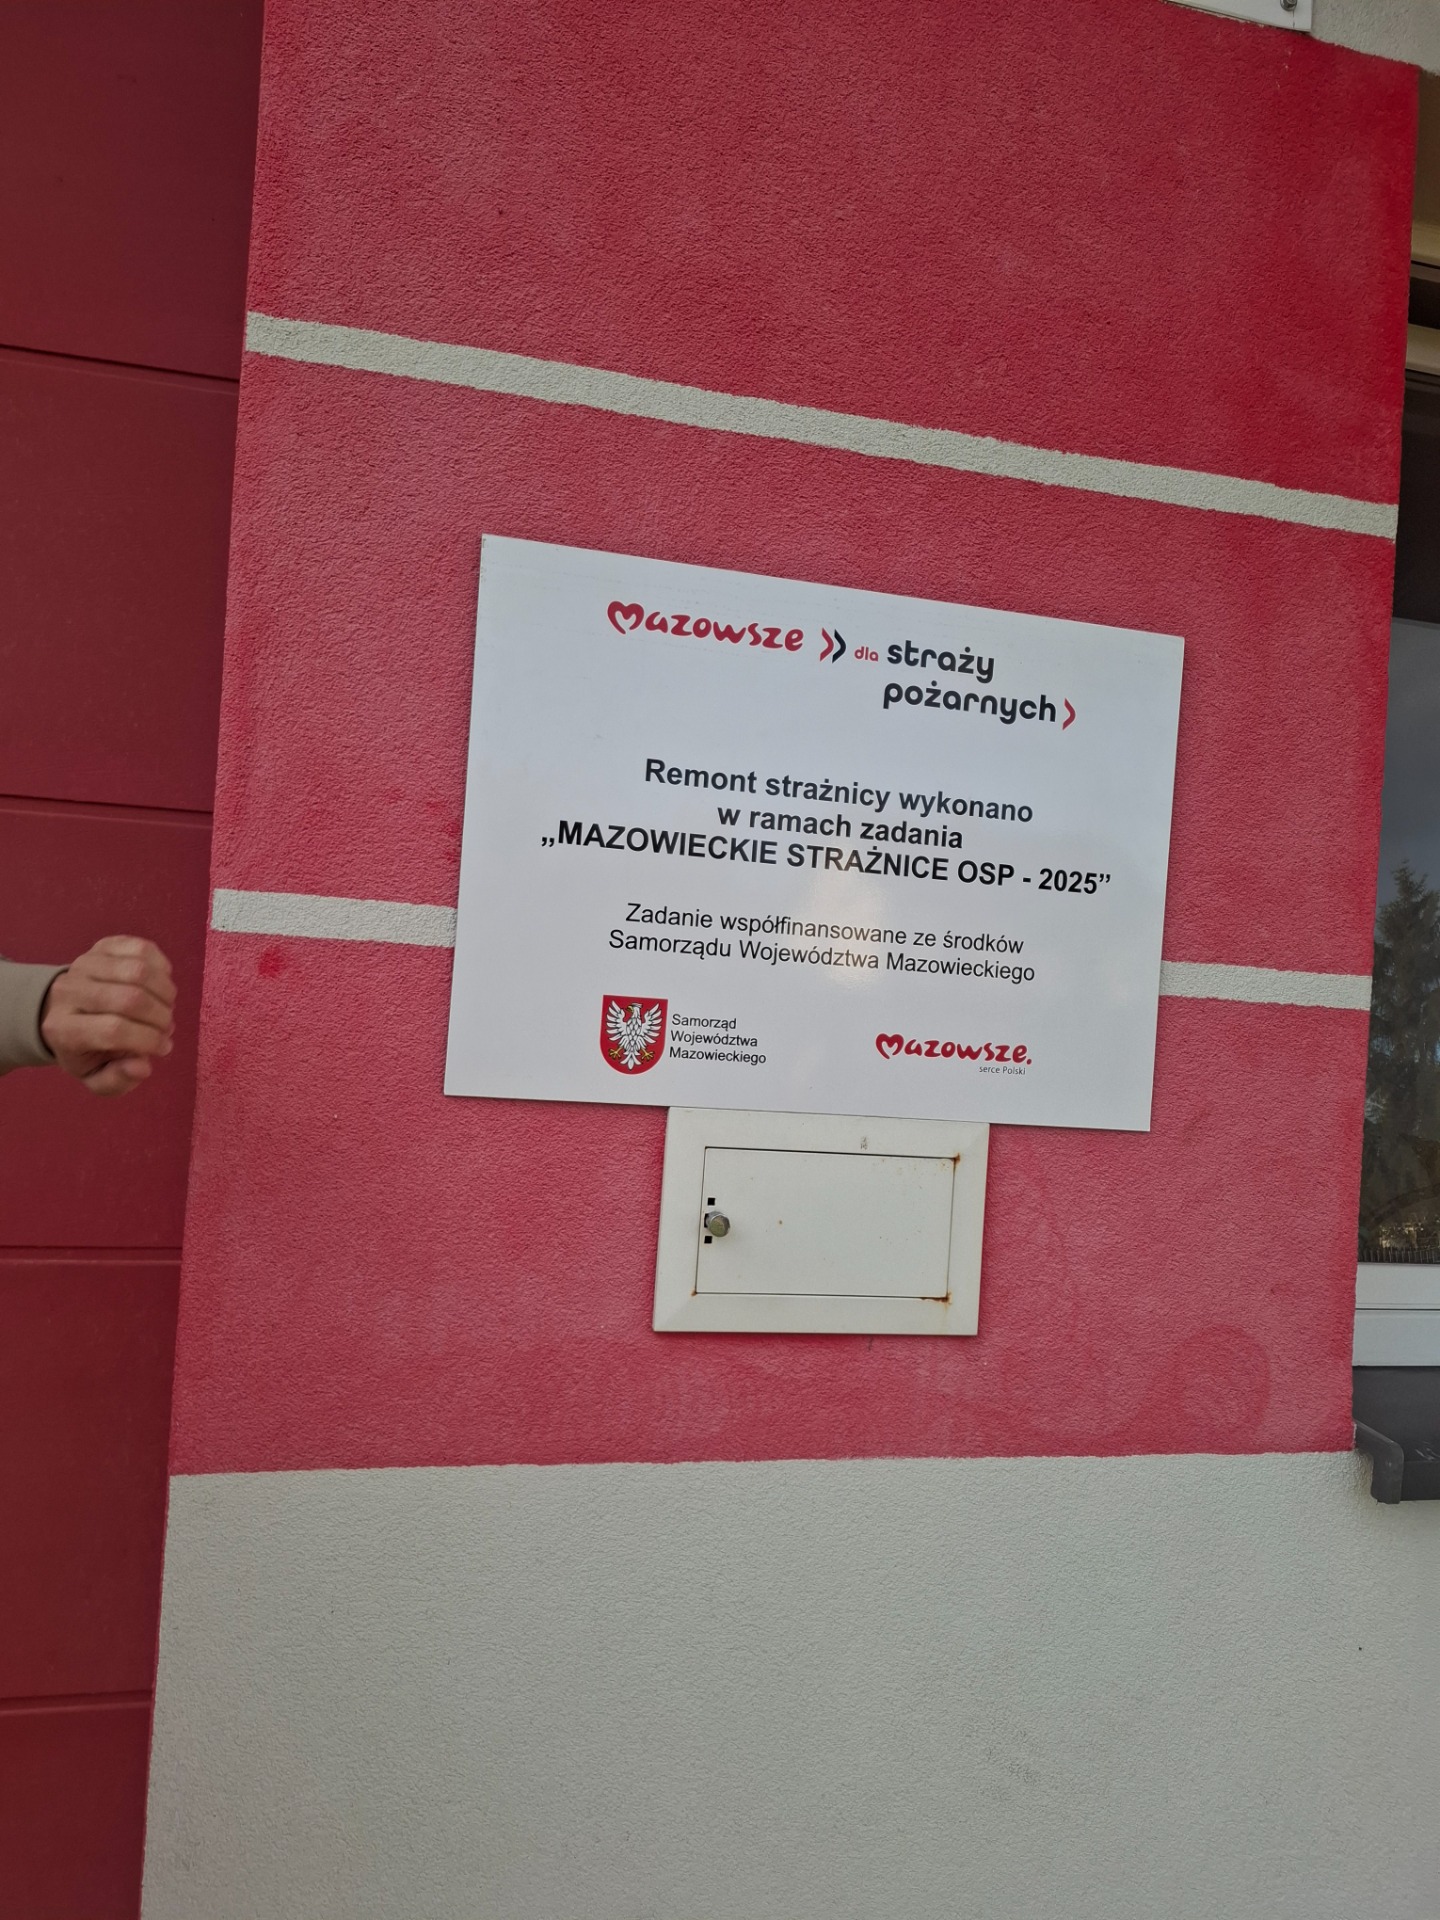 mazowsze dla straży
pożarnych
Remont strażnicy wykonano
w ramach zadania
„MAZOWIECKIE STRAŻNICE OSP - 2025”
Zadanie współfinansowane ze środków
Samorządu Województwa Mazowieckiego
Samorząd
Województwa
Mazowieckiego
mazowsze.
serce Polski